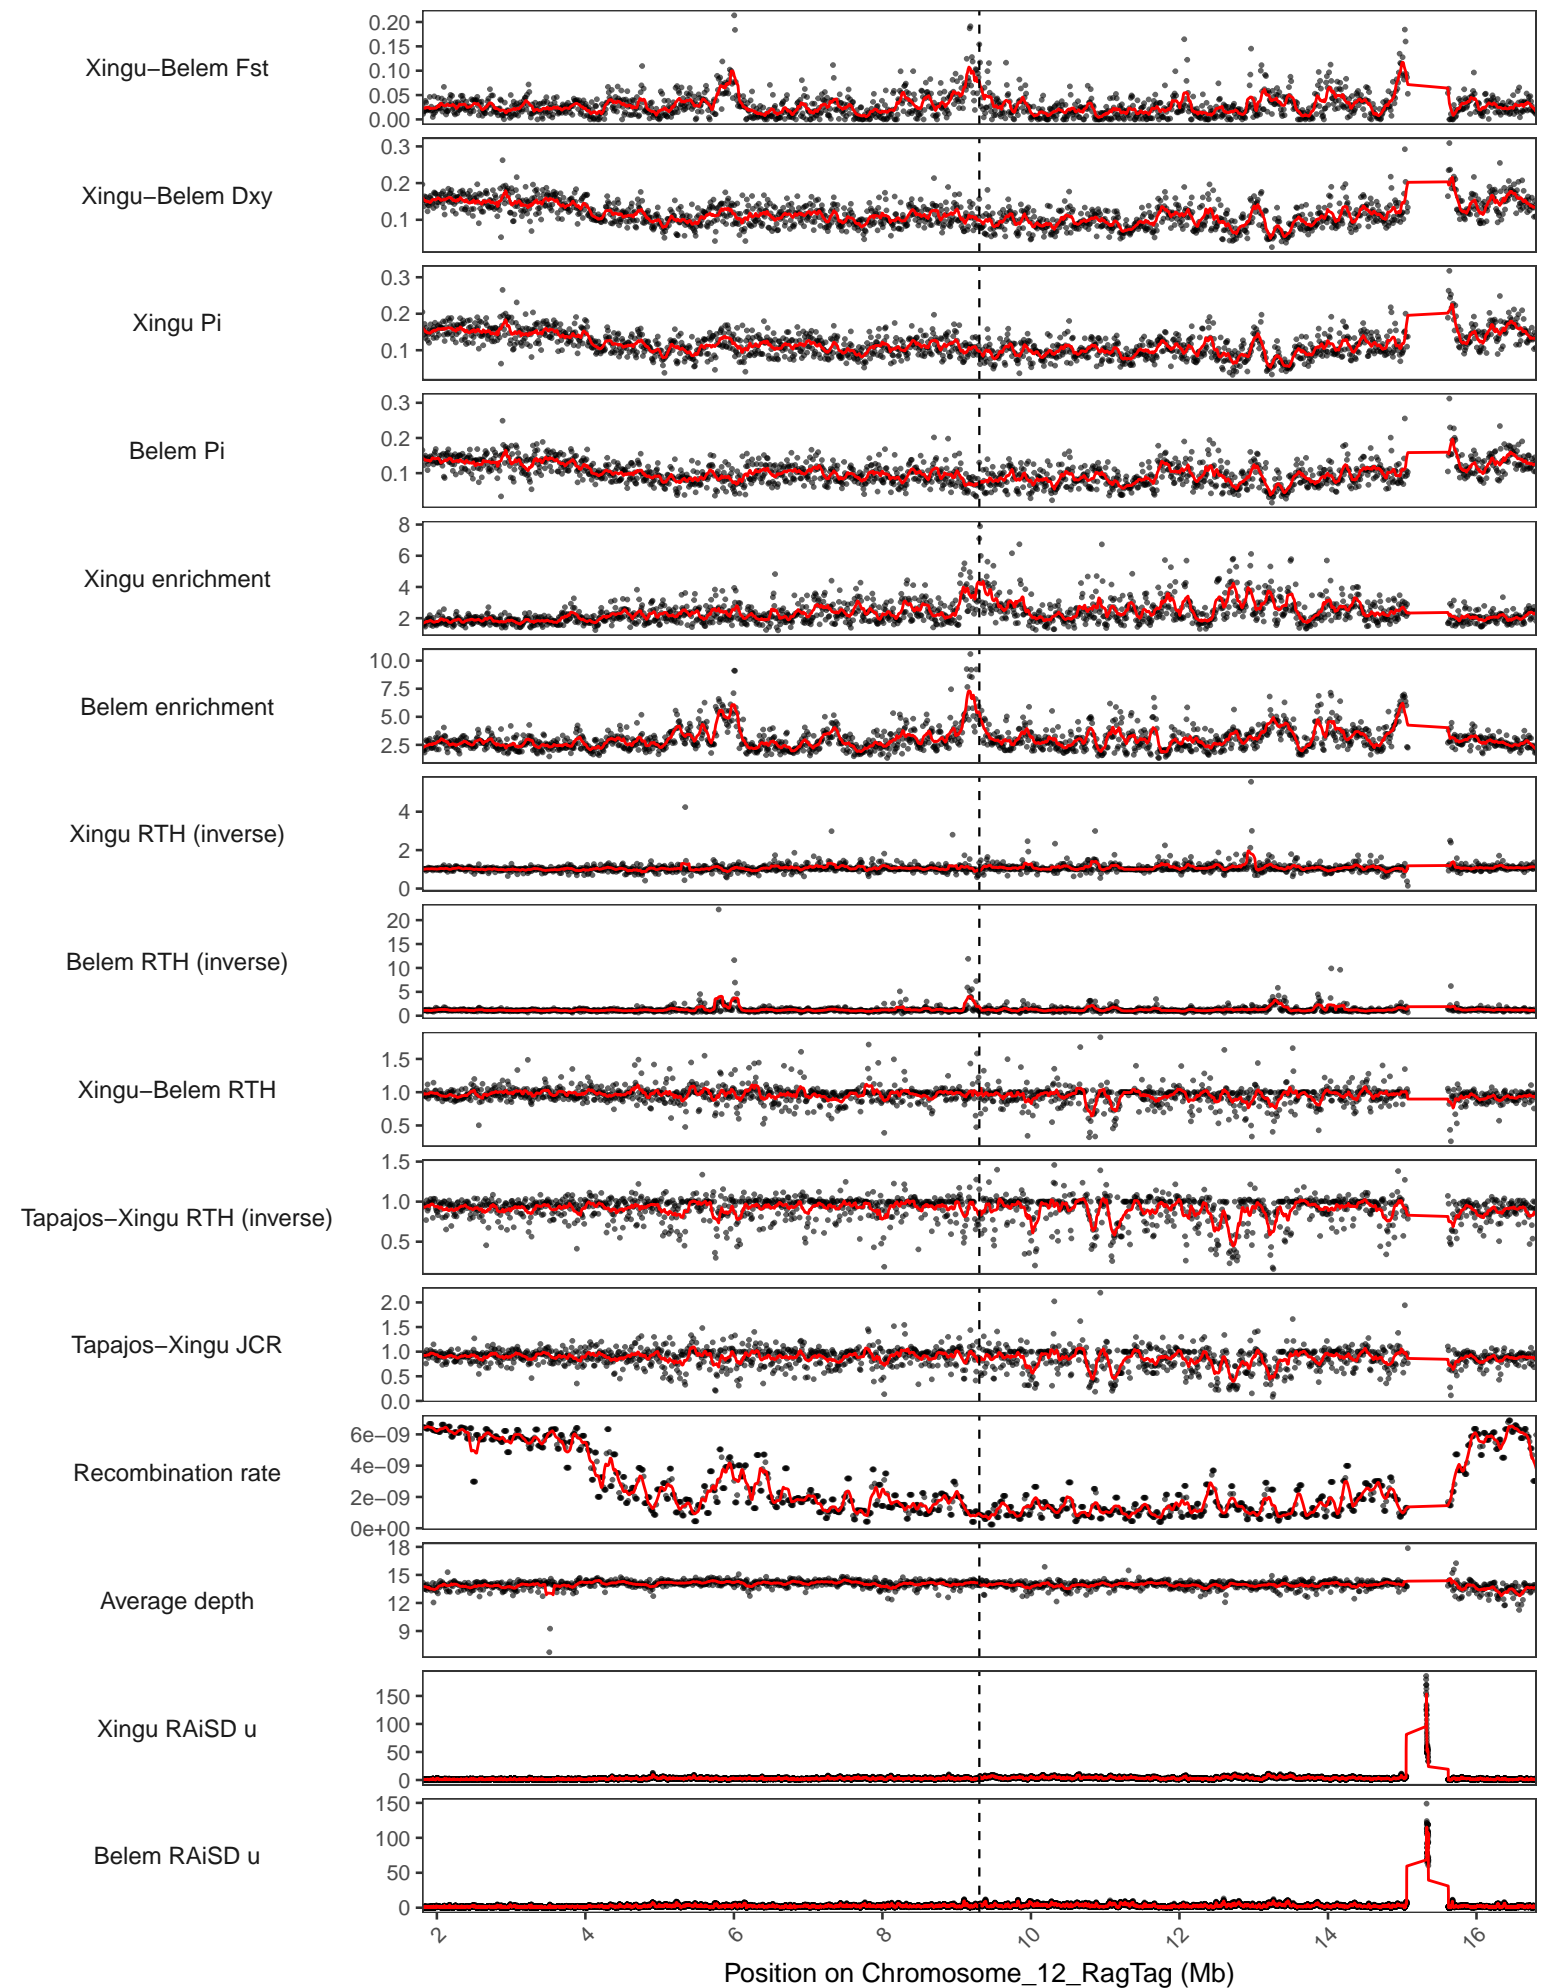 Xingu−Belem Fst
0.20
0.15
0.10
0.05
0.00
Xingu−Belem Dxy
0.3
0.2
0.1
Xingu Pi
0.3
0.2
0.1
Belem Pi
0.3
0.2
0.1
Xingu enrichment
8
6
4
2
Belem enrichment
10.0
7.5
5.0
2.5
Xingu RTH (inverse)
4
2
0
Belem RTH (inverse)
20
15
10
5
0
Xingu−Belem RTH
1.5
1.0
0.5
Tapajos−Xingu RTH (inverse)
1.5
1.0
0.5
Tapajos−Xingu JCR
2.0
1.5
1.0
0.5
0.0
Recombination rate
6e−09
4e−09
2e−09
0e+00
Average depth
18
15
12
9
Xingu RAiSD u
150
100
50
0
Belem RAiSD u
150
100
50
0
2 4 6 8 10 12 14 16
Position on Chromosome_12_RagTag (Mb)